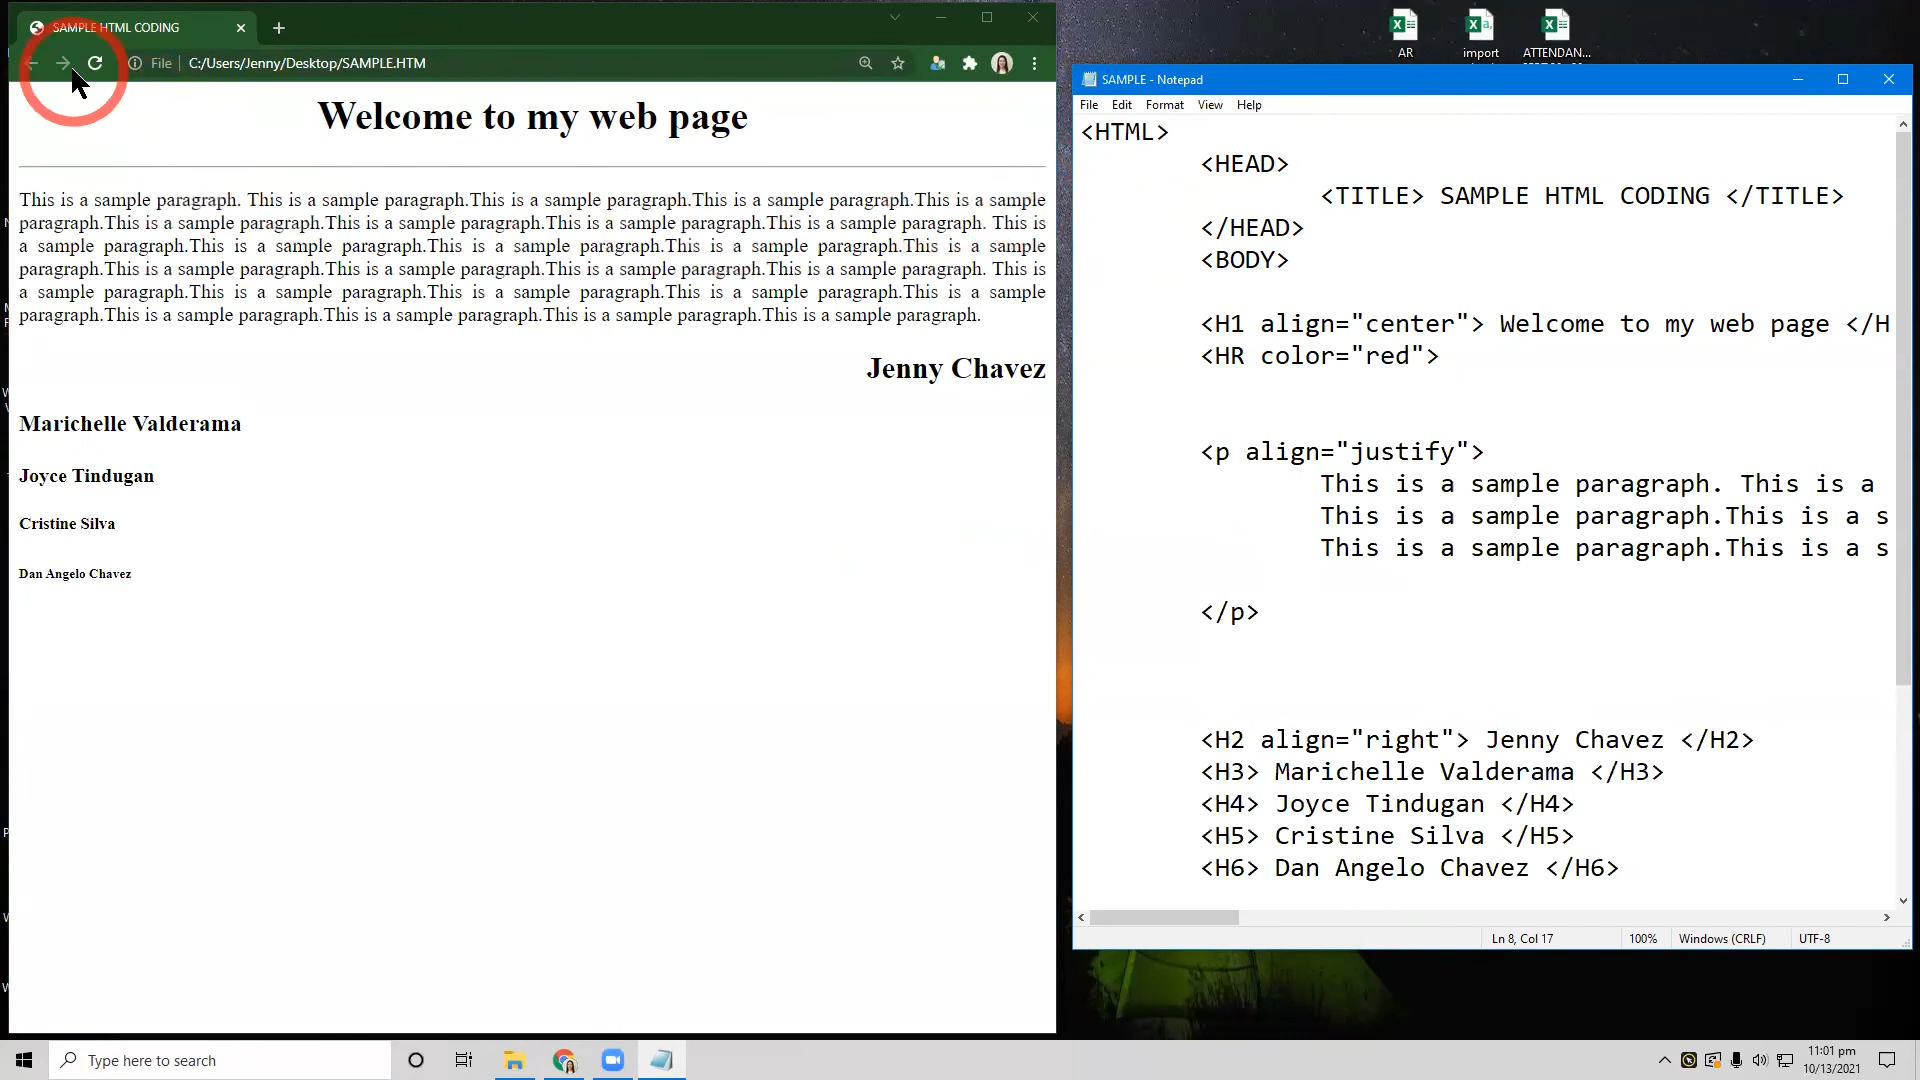 SAMPLE HTML CODING
File
C:/Users/Jenny/Desktop/SAMPLE.HTM
Welcome to my web page
This is a sample paragraph. This is a sample paragraph.This is a sample paragraph.This is a sample paragraph.This is a sample
paragraph.This is a sample paragraph.This is a sample paragraph.This is a sample paragraph.This is a sample paragraph. This is
a sample paragraph.This is a sample paragraph.This is a sample paragraph.This is a sample paragraph.This is a sample
paragraph.This is a sample paragraph.This is a sample paragraph.This is a sample paragraph.This is a sample paragraph. This is
a sample paragraph.This is a sample paragraph.This is a sample paragraph.This is a sample paragraph.This is a sample
paragraph.This is a sample paragraph.This is a sample paragraph.This is a sample paragraph.This is a sample paragraph.
Jenny Chavez
Marichelle Valderama
Joyce Tindugan
Cristine Silva
Dan Angelo Chavez
AR
import
ATTENDAN...
SAMPLE - Notepad
File Edit Format View Help
<HTML>
<HEAD>
<TITLE> SAMPLE HTML CODING </TITLE>
</HEAD>
<BODY>
<H1 align="center"> Welcome to my web page </H
<HR color="red">
<p align="justify">
This is a sample paragraph. This is a
This is a sample paragraph.This is a s
This is a sample paragraph.This is a s
</p>
<H2 align="right"> Jenny Chavez </H2>
<H3> Marichelle Valderama </H3>
<H4> Joyce Tindugan </H4>
<H5> Cristine Silva </H5>
<H6> Dan Angelo Chavez </H6>
Ln 8, Col 17
100%
Windows (CRLF)
UTF-8
Type here to search
11:01 pm
10/13/2021